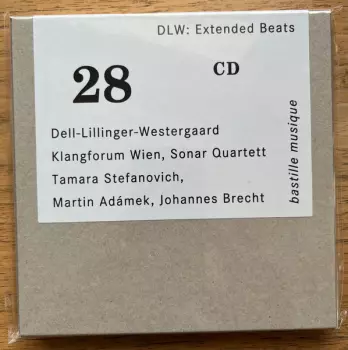 DLW: Extended Beats
28
CD
Dell-Lillinger-Westergaard
Klangforum Wien, Sonar Quartett
Tamara Stefanovich,
Martin Adámek, Johannes Brecht
bastille musique